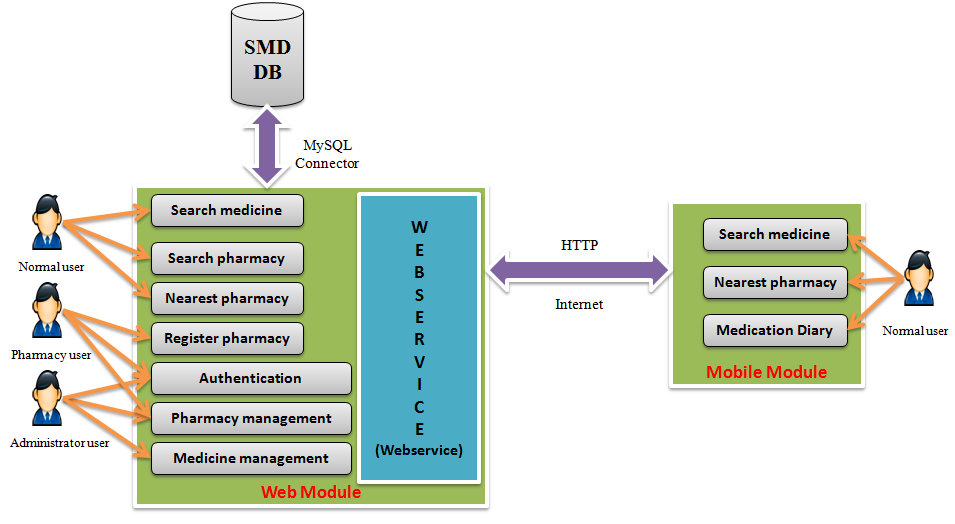 SMD
DB
MySQL
Connector
Search medicine
Search pharmacy
Nearest pharmacy
Register pharmacy
Authentication
Pharmacy management
Medicine management
Web Module
W
E
B
S
E
R
V
I
C
E
(Webservice)
Normal user
Pharmacy user
Administrator user
HTTP
Internet
Search medicine
Nearest pharmacy
Medication Diary
Mobile Module
Normal user